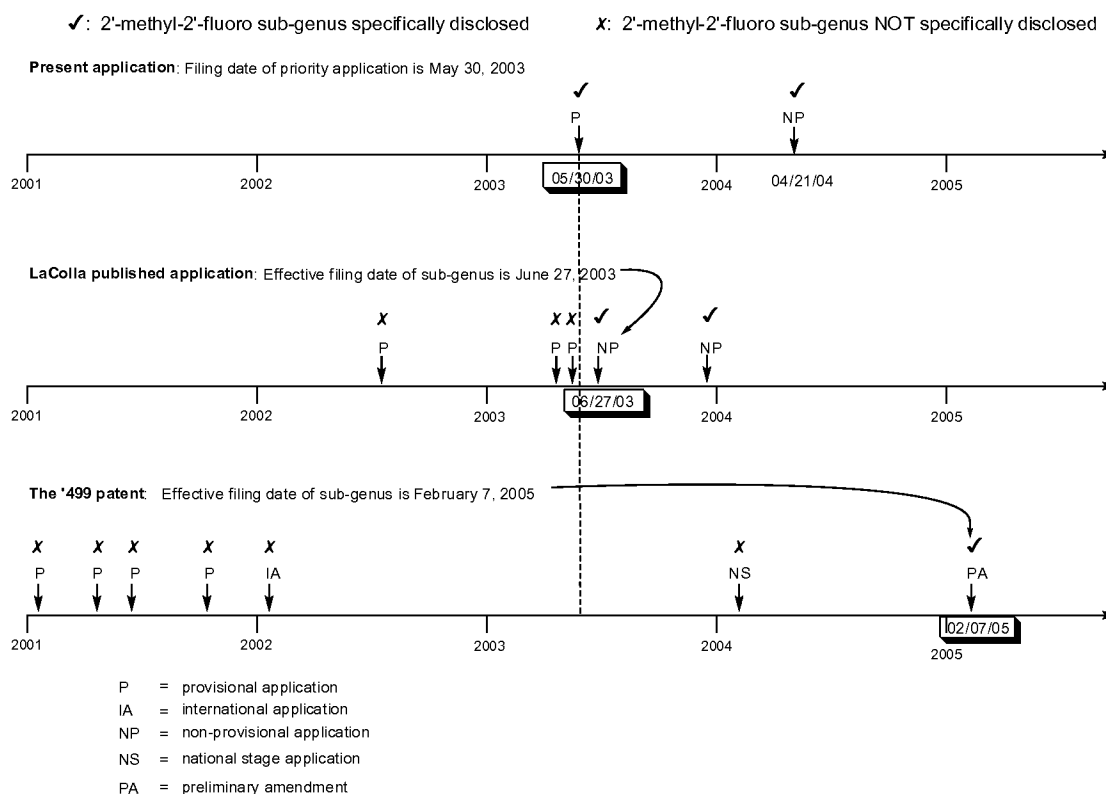 ✓: 2'-methyl-2'-fluoro sub-genus specifically disclosed ✗: 2'-methyl-2'-fluoro sub-genus NOT specifically disclosed
Present application: Filing date of priority application is May 30, 2003
✓ ✓
P NP
2001 2002 2003 05/30/03 2004 04/21/04 2005
LaColla published application: Effective filing date of sub-genus is June 27, 2003
✗ ✗ ✗ ✓ ✓
P P P NP NP
2001 2002 2003 06/27/03 2004 2005
The '499 patent: Effective filing date of sub-genus is February 7, 2005
✗ ✗ ✗ ✗ ✗ ✗ ✓
P P P P IA NS PA
02/07/05
2001 2002 2003 2004 2005
P = provisional application
IA = international application
NP = non-provisional application
NS = national stage application
PA = preliminary amendment